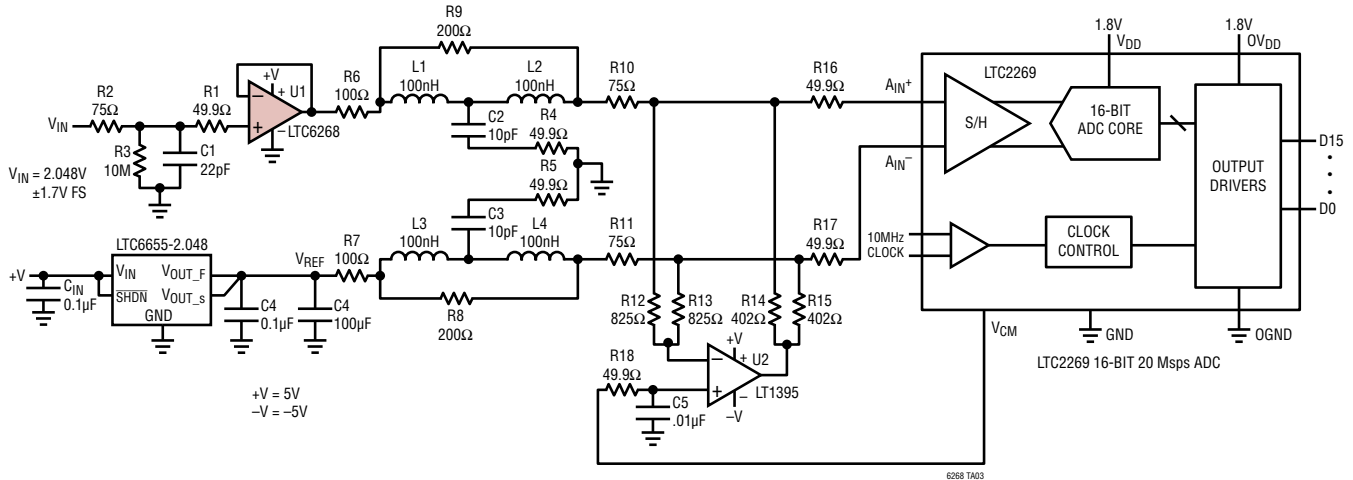 R9
200Ω
L1
100nH
L2
100nH
R6
100Ω
R10
75Ω
R16
49.9Ω
R2
75Ω
R1
49.9Ω
+V
+
U1
–
+
–
LTC6268
VIN
R3
10M
C1
22pF
VIN = 2.048V
±1.7V FS
C2
10pF
R4
49.9Ω
R5
49.9Ω
C3
10pF
1.8V
VDD
1.8V
OVDD
LTC2269
AIN+
AIN–
S/H
16-BIT
ADC CORE
OUTPUT
DRIVERS
D15
•
•
•
D0
10MHz
CLOCK
CLOCK
CONTROL
VCM
GND
OGND
LTC2269 16-BIT 20 Msps ADC
LTC6655-2.048
+V
CIN
0.1µF
VIN
SHDN
VOUT_F
VOUT_s
GND
C4
0.1µF
C4
100µF
VREF
R7
100Ω
L3
100nH
L4
100nH
R8
200Ω
R11
75Ω
R17
49.9Ω
R12
825Ω
R13
825Ω
R14
402Ω
R15
402Ω
R18
49.9Ω
C5
.01µF
+V
+
U2
–
+
–
–V
LT1395
+V = 5V
–V = –5V
6268 TA03